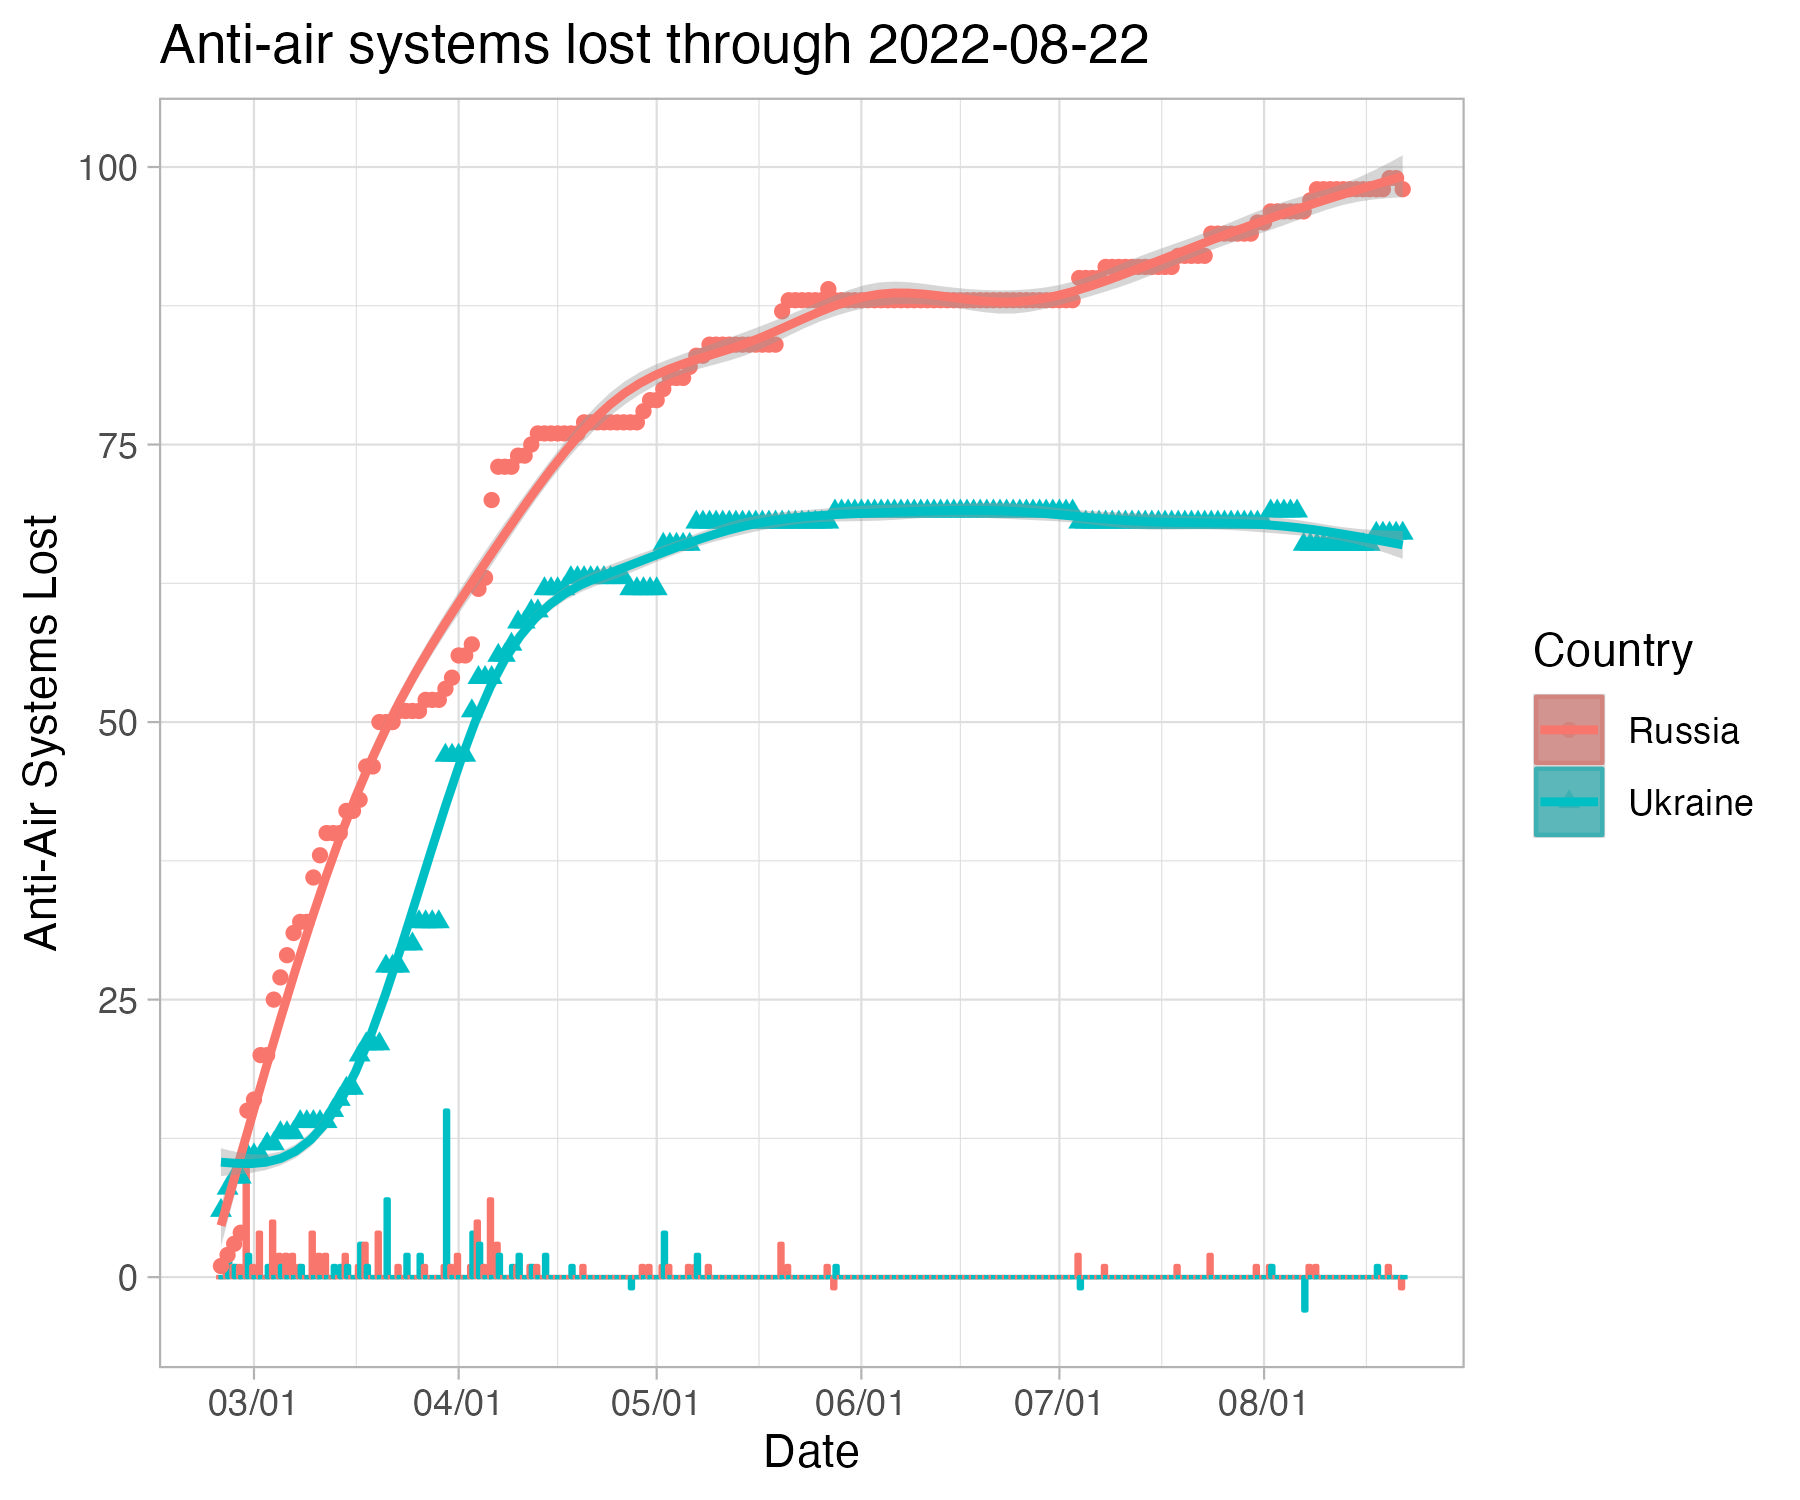 Anti-air systems lost through 2022-08-22
Anti-Air Systems Lost
100
75
50
25
0
03/01
04/01
05/01
06/01
07/01
08/01
Date
Country
Russia
Ukraine